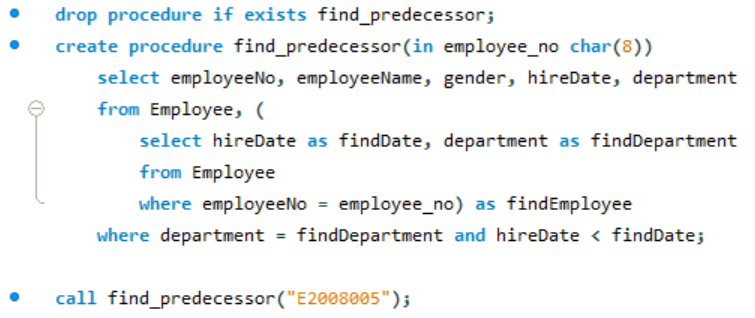 drop procedure if exists find_predecessor;
create procedure find_predecessor(in employee_no char(8))
select employeeNo, employeeName, gender, hireDate, department
from Employee, (
select hireDate as findDate, department as findDepartment
from Employee
where employeeNo = employee_no) as findEmployee
where department = findDepartment and hireDate < findDate;
call find_predecessor("E2008005");